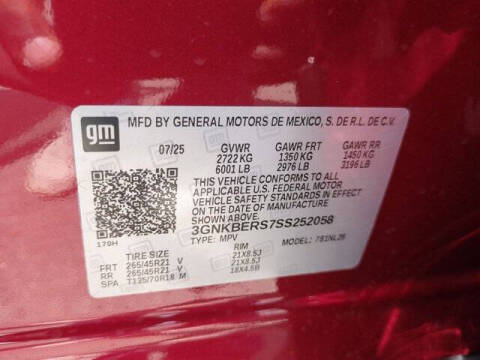 gm
MFD BY GENERAL MOTORS DE MEXICO, S. DE R.L. DE C.V.
07/25 GVWR GAWR FRT GAWR RR
2722 KG 1350 KG 1450 KG
6001 LB 2976 LB 3196 LB
THIS VEHICLE CONFORMS TO ALL
APPLICABLE U.S. FEDERAL MOTOR
VEHICLE SAFETY STANDARDS IN EFFECT
ON THE DATE OF MANUFACTURE
3GNKBERS7SS252058
179H
TYPE: MPV MODEL: 7S1NL26
TIRE SIZE RIM
FRT 265/45R21 V 21X8.5J
RR 265/45R21 V 21X8.5J
SPA T135/70R18 M 18X4.5B